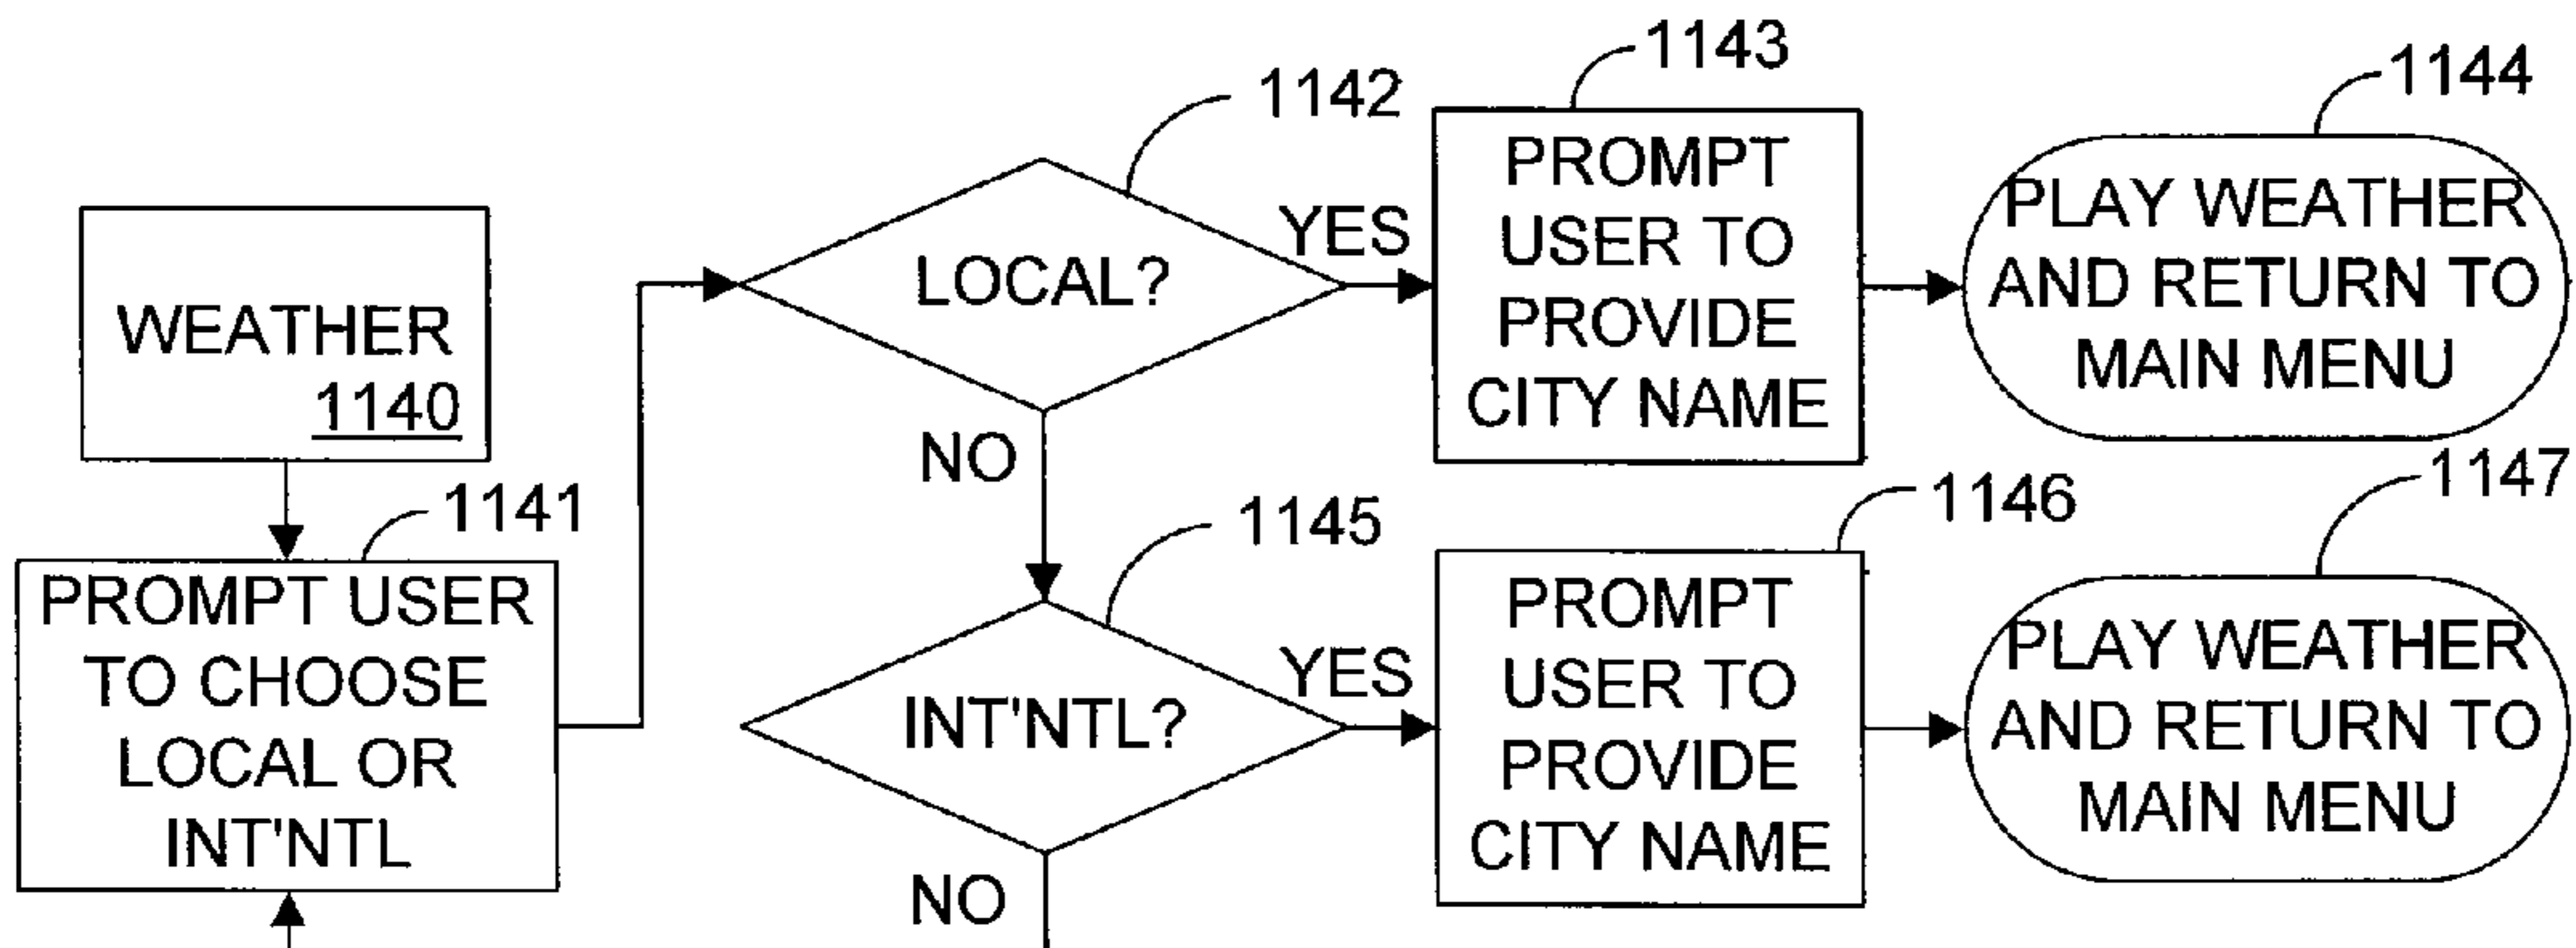 WEATHER
1140
1141
PROMPT USER
TO CHOOSE
LOCAL OR
INT'NTL
1142
LOCAL?
YES
NO
1143
PROMPT
USER TO
PROVIDE
CITY NAME
1144
PLAY WEATHER
AND RETURN TO
MAIN MENU
1145
INT'NTL?
YES
NO
1146
PROMPT
USER TO
PROVIDE
CITY NAME
1147
PLAY WEATHER
AND RETURN TO
MAIN MENU